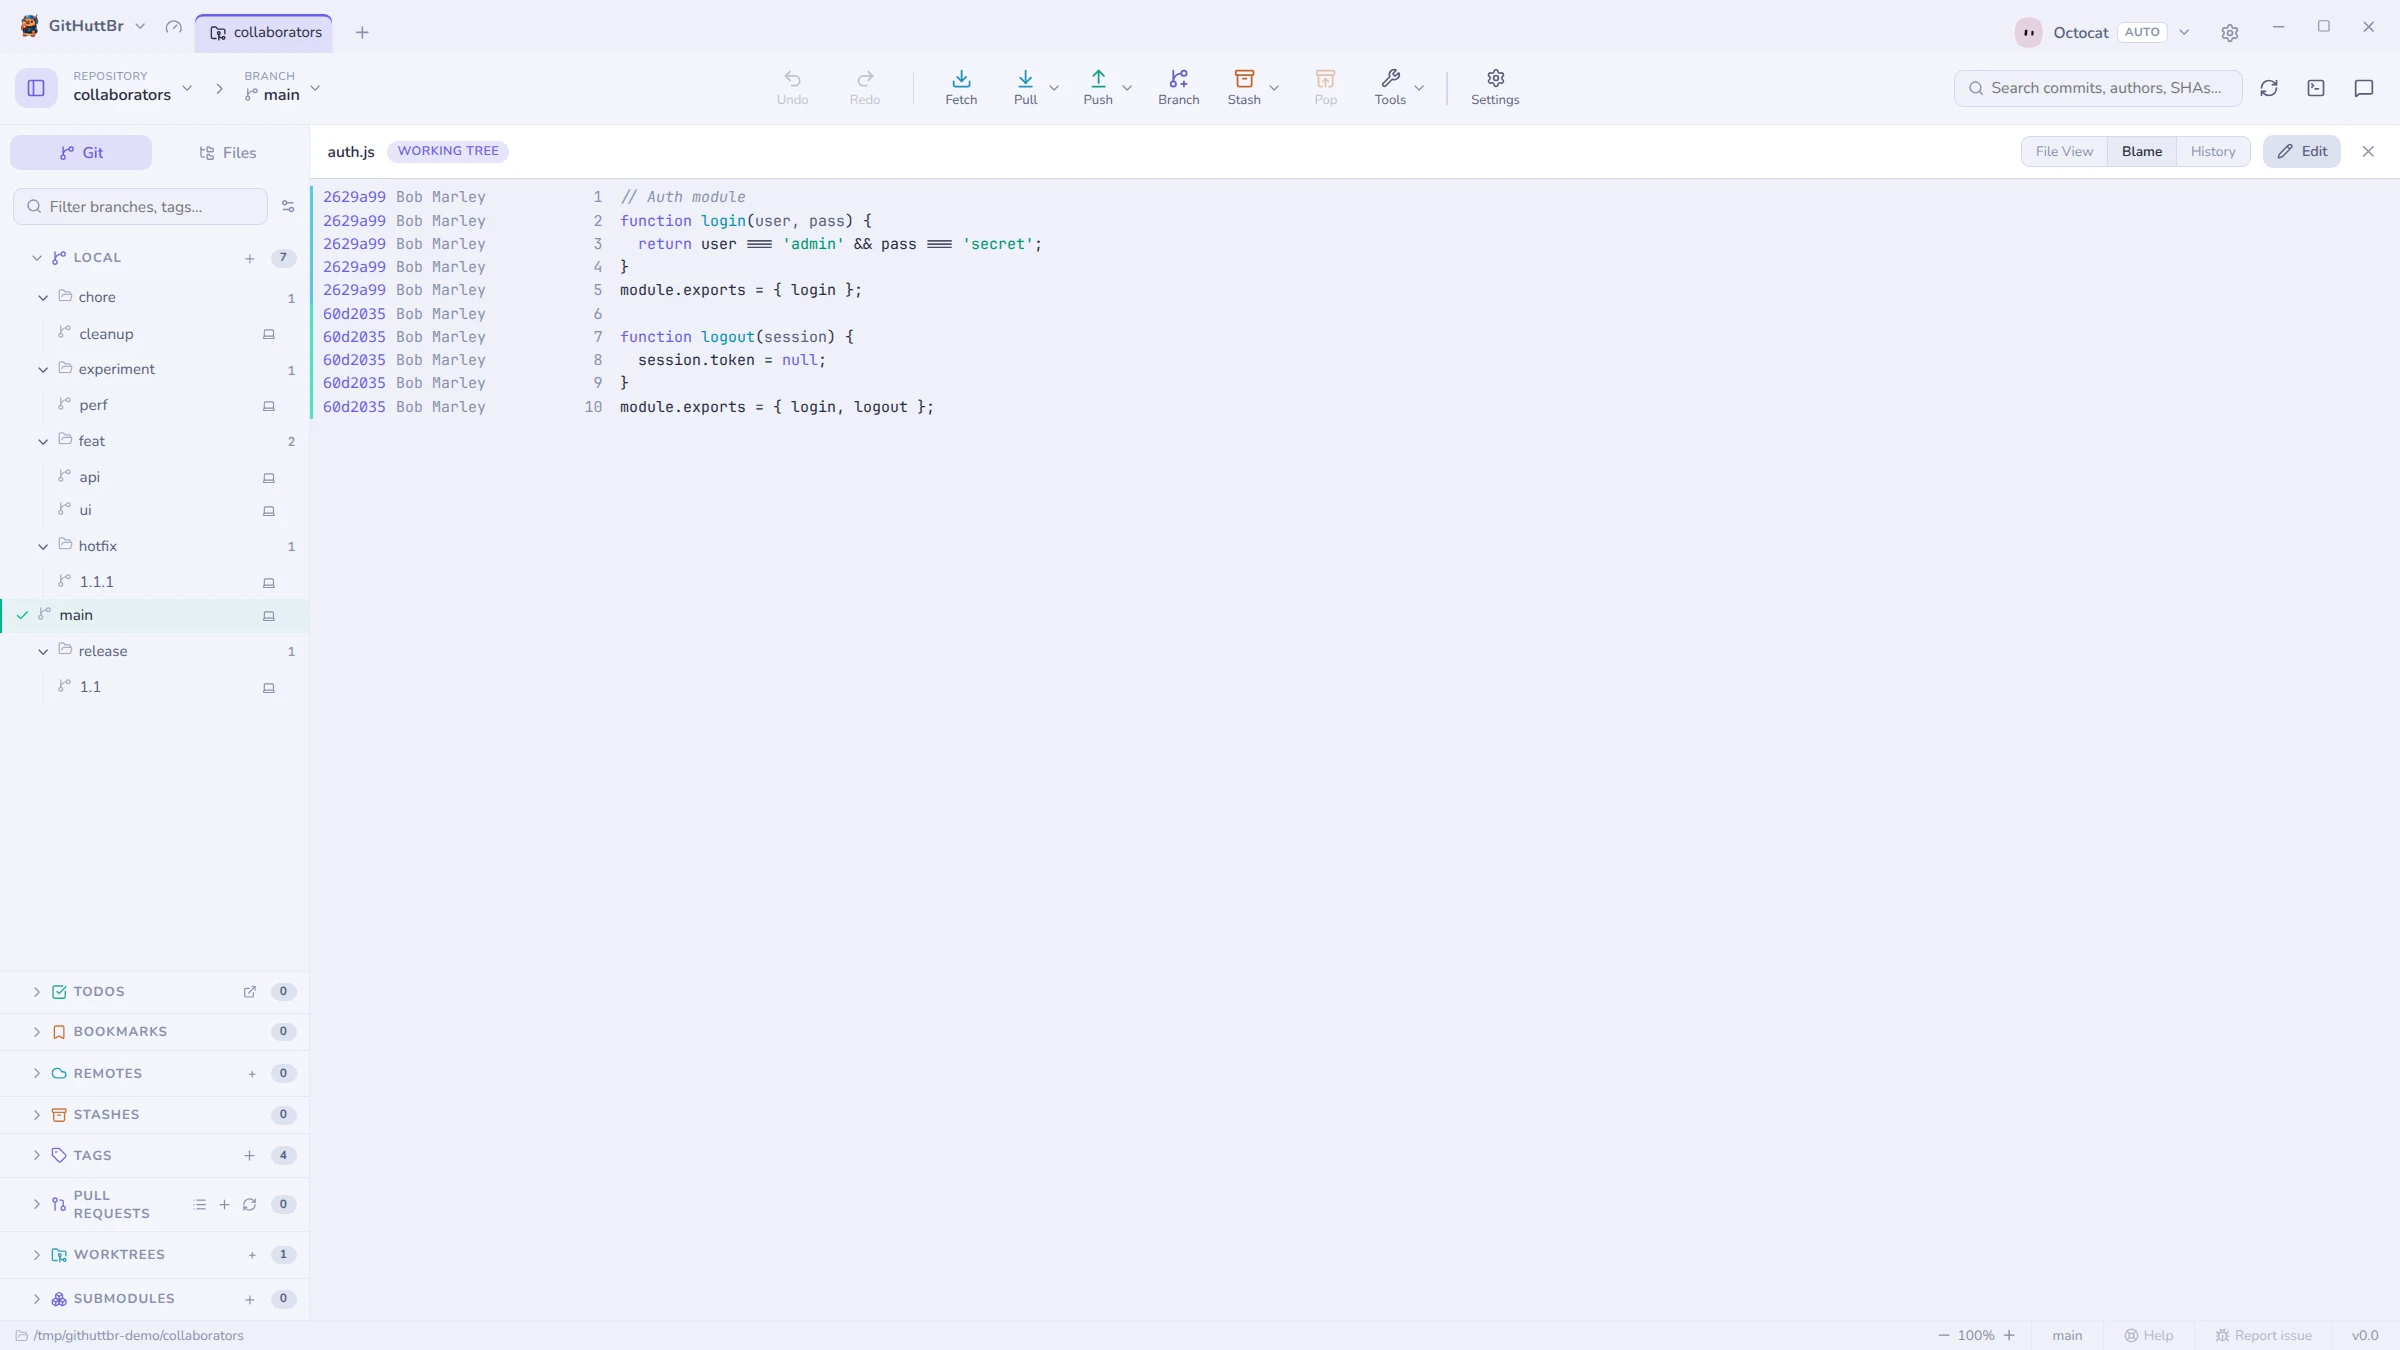 GitHuttBr
collaborators
Octocat AUTO
REPOSITORY
collaborators
BRANCH
main
Undo
Redo
Fetch
Pull
Push
Branch
Stash
Pop
Tools
Settings
Search commits, authors, SHAs...
Git
Files
Filter branches, tags...
LOCAL 7
chore 1
cleanup
experiment 1
perf
feat 2
api
ui
hotfix 1
1.1.1
main
release 1
1.1
TODOS 0
BOOKMARKS 0
REMOTES 0
STASHES 0
TAGS 4
PULL REQUESTS 0
WORKTREES 1
SUBMODULES 0
auth.js WORKING TREE
File View
Blame
History
Edit
2629a99 Bob Marley 1 // Auth module
2629a99 Bob Marley 2 function login(user, pass) {
2629a99 Bob Marley 3 return user === 'admin' && pass === 'secret';
2629a99 Bob Marley 4 }
2629a99 Bob Marley 5 module.exports = { login };
60d2035 Bob Marley 6
60d2035 Bob Marley 7 function logout(session) {
60d2035 Bob Marley 8 session.token = null;
60d2035 Bob Marley 9 }
60d2035 Bob Marley 10 module.exports = { login, logout };
/tmp/githuttbr-demo/collaborators
100%
main
Help
Report issue
v0.0